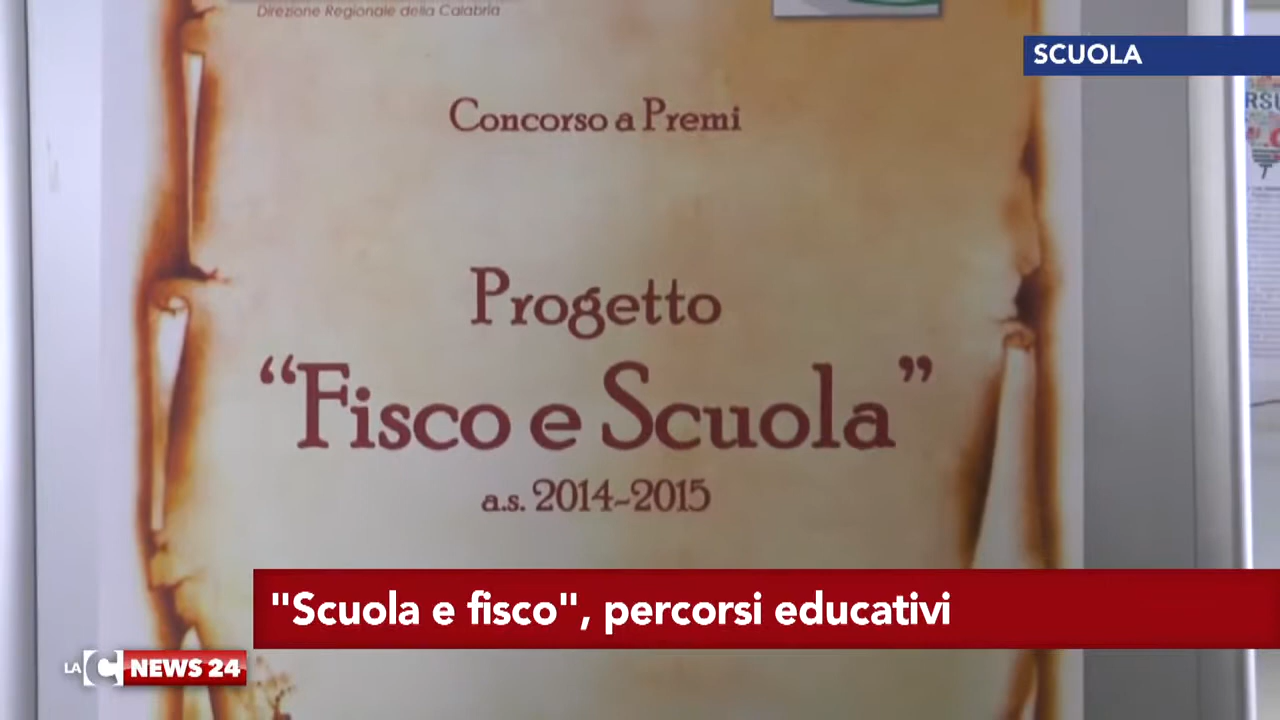 Direzione Regionale della Calabria
SCUOLA
Concorso a Premi
Progetto
“Fisco e Scuola”
a.s. 2014-2015
"Scuola e fisco", percorsi educativi
LA C NEWS 24